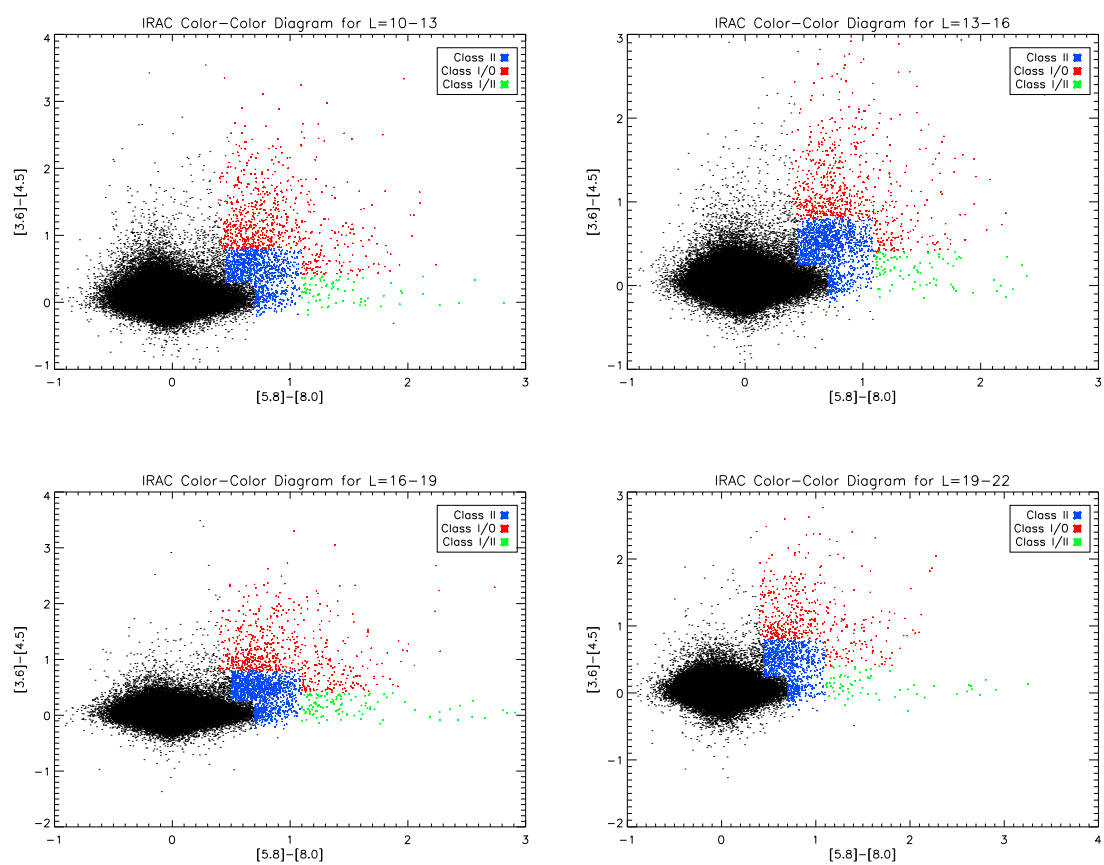 IRAC Color-Color Diagram for L=10-13
4
3
2
1
0
-1
[3.6]-[4.5]
-1 0 1 2 3
[5.8]-[8.0]
Class II
Class I/0
Class I/II
IRAC Color-Color Diagram for L=13-16
3
2
1
0
-1
[3.6]-[4.5]
-1 0 1 2 3
[5.8]-[8.0]
Class II
Class I/0
Class I/II
IRAC Color-Color Diagram for L=16-19
4
3
2
1
0
-1
-2
[3.6]-[4.5]
-1 0 1 2 3
[5.8]-[8.0]
Class II
Class I/0
Class I/II
IRAC Color-Color Diagram for L=19-22
3
2
1
0
-1
-2
[3.6]-[4.5]
-1 0 1 2 3 4
[5.8]-[8.0]
Class II
Class I/0
Class I/II